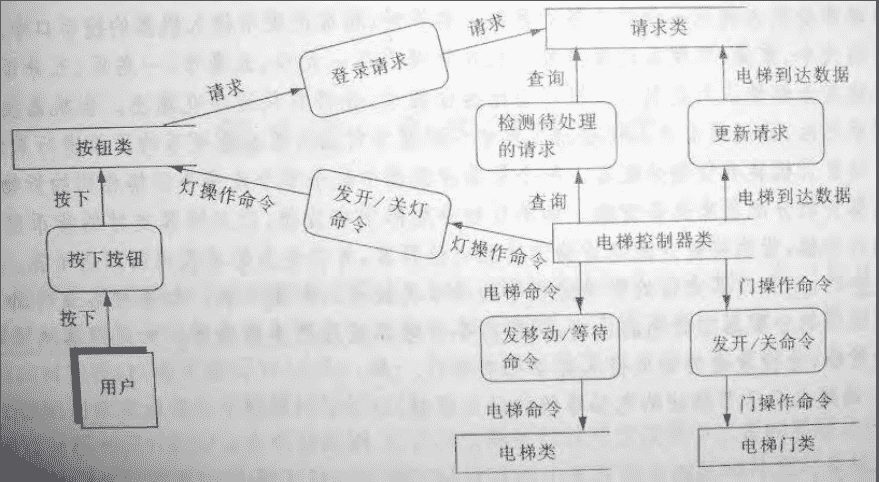 请求
请求类
请求
登录请求
查询
电梯到达数据
检测待处理
的请求
更新请求
按钮类
按下
灯操作命令
发开/关灯
命令
查询
电梯到达数据
灯操作命令
电梯控制器类
按下按钮
电梯命令
门操作命令
按下
发移动/等待
命令
发开/关命令
用户
电梯命令
门操作命令
电梯类
电梯门类